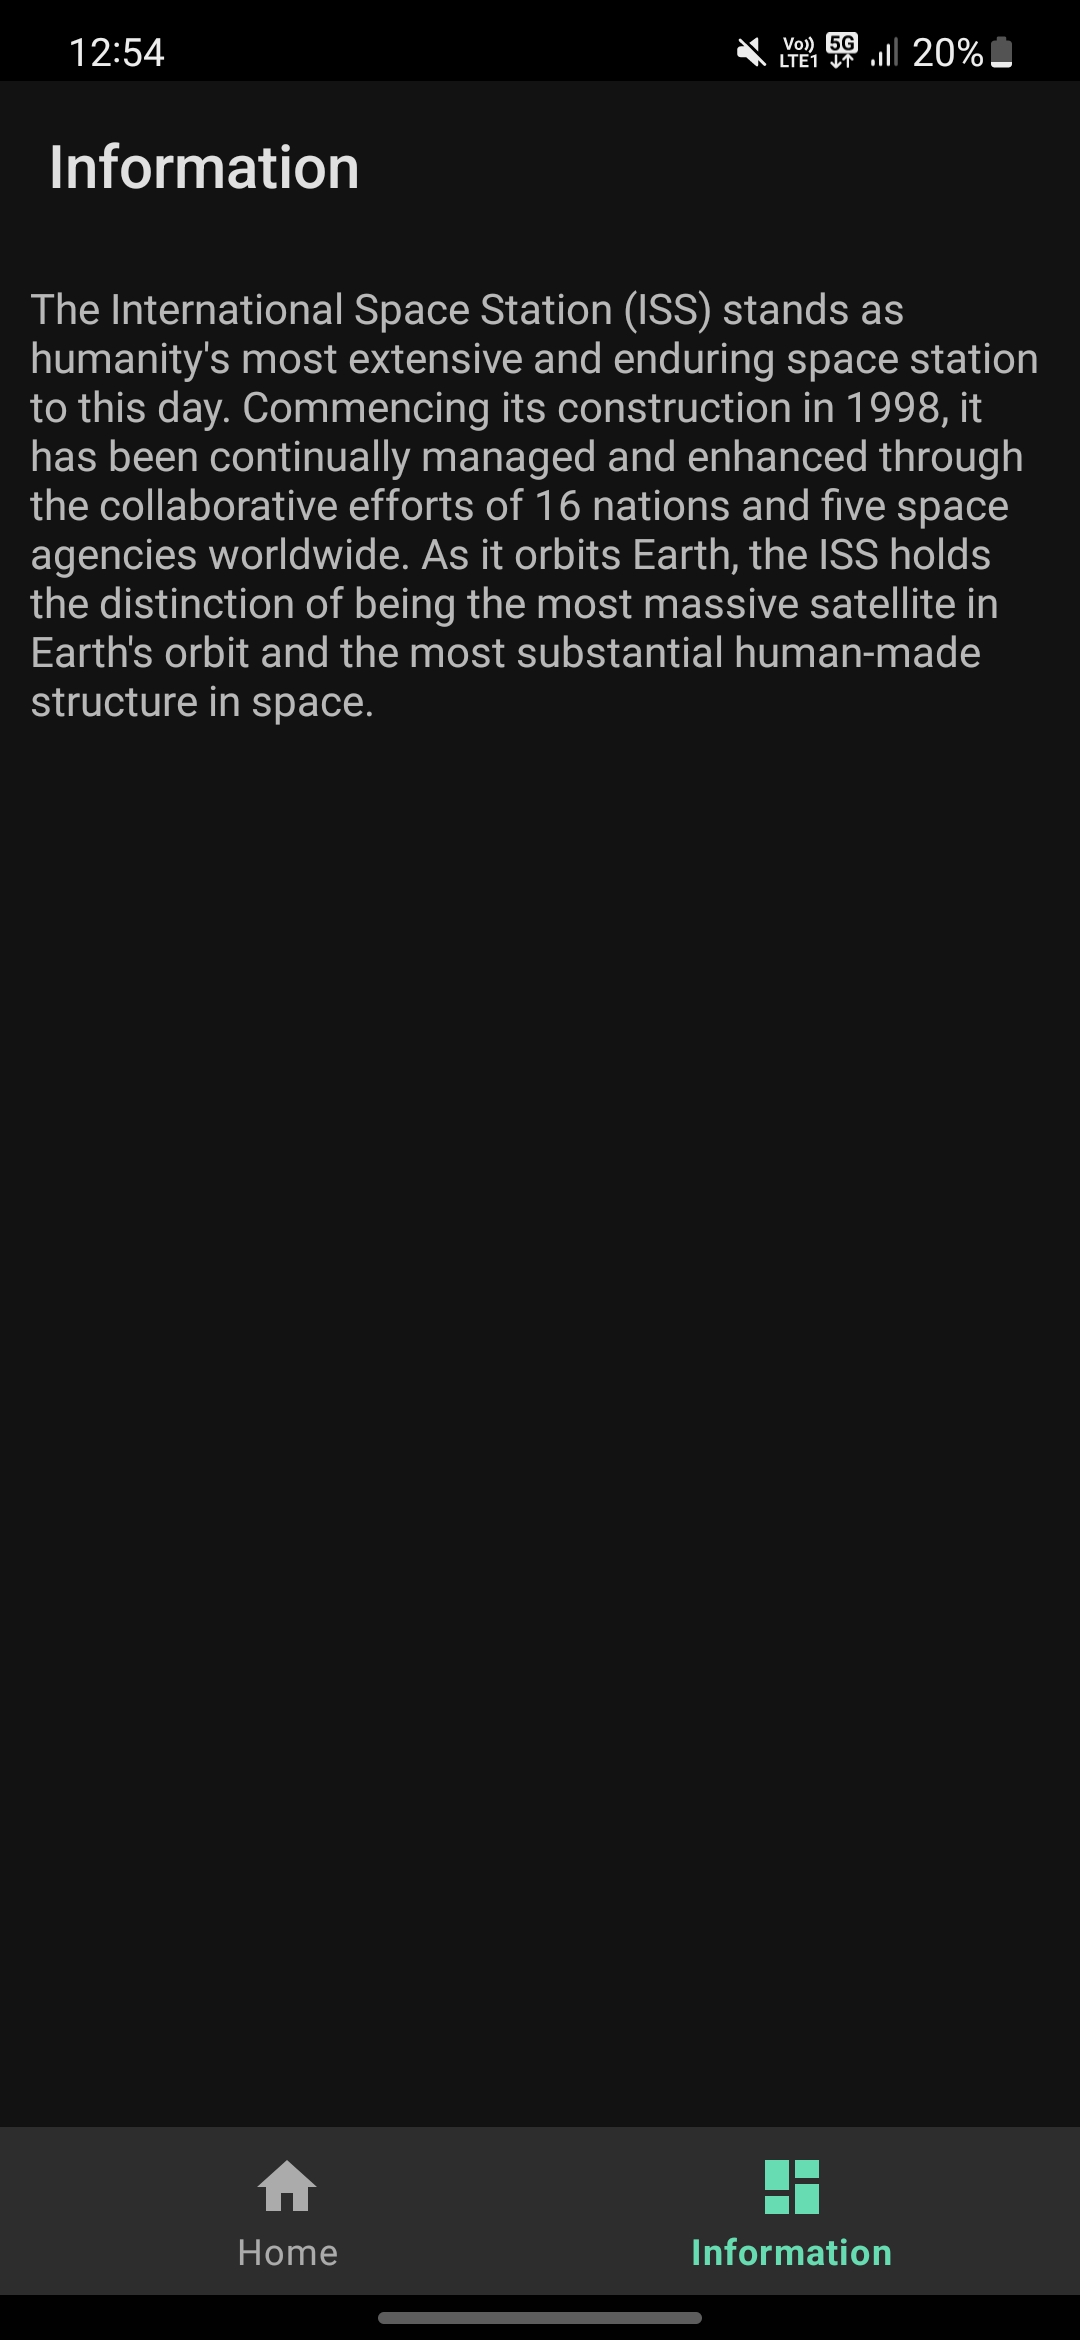 12:54
Vo)) LTE1 5G 20%
Information
The International Space Station (ISS) stands as
humanity's most extensive and enduring space station
to this day. Commencing its construction in 1998, it
has been continually managed and enhanced through
the collaborative efforts of 16 nations and five space
agencies worldwide. As it orbits Earth, the ISS holds
the distinction of being the most massive satellite in
Earth's orbit and the most substantial human-made
structure in space.
Home
Information